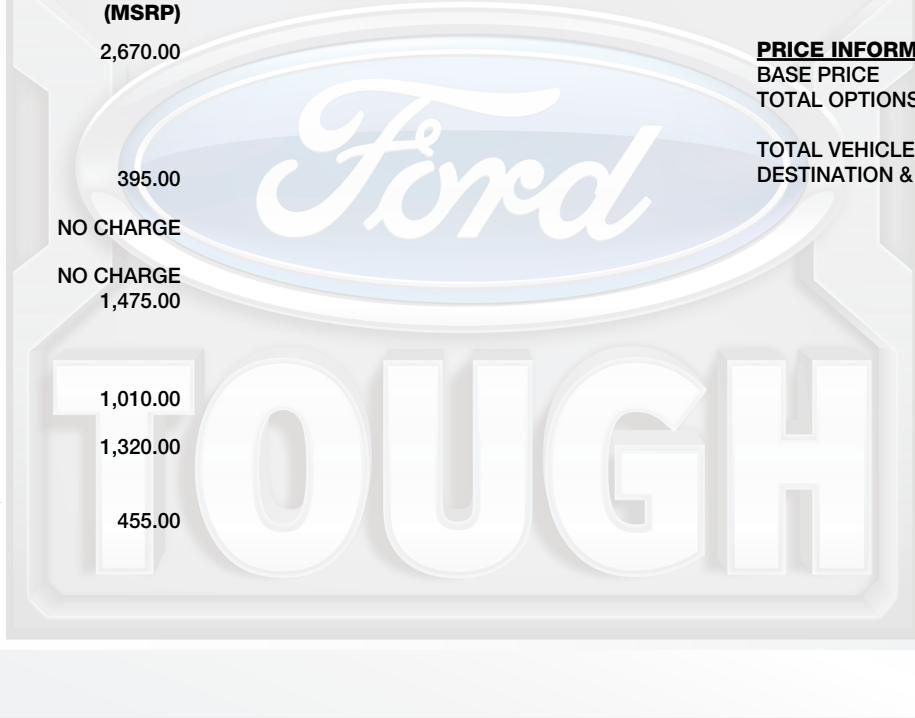 (MSRP)
2,670.00
395.00
NO CHARGE
NO CHARGE
1,475.00
1,010.00
1,320.00
455.00
PRICE INFORM
BASE PRICE
TOTAL OPTIONS
TOTAL VEHICLE
DESTINATION &
Ford
TOUGH